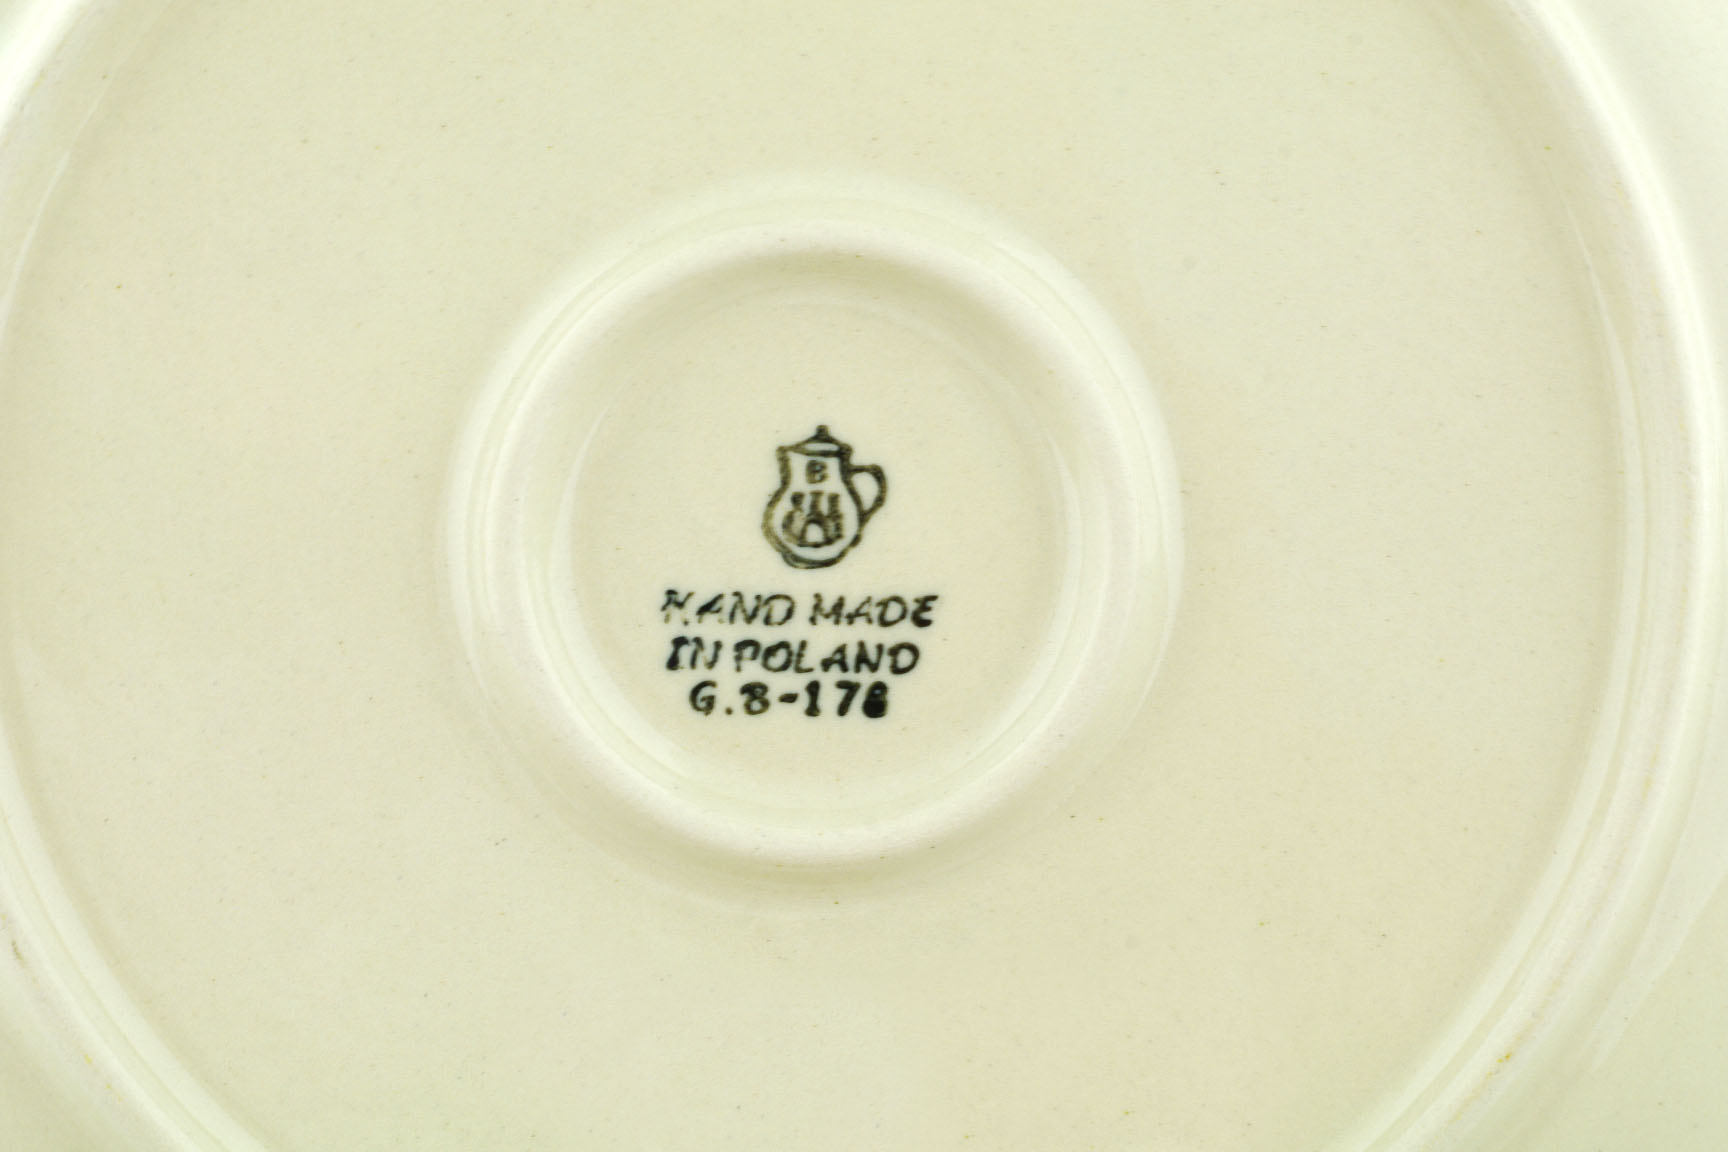 B
HAND MADE
IN POLAND
G.8-178